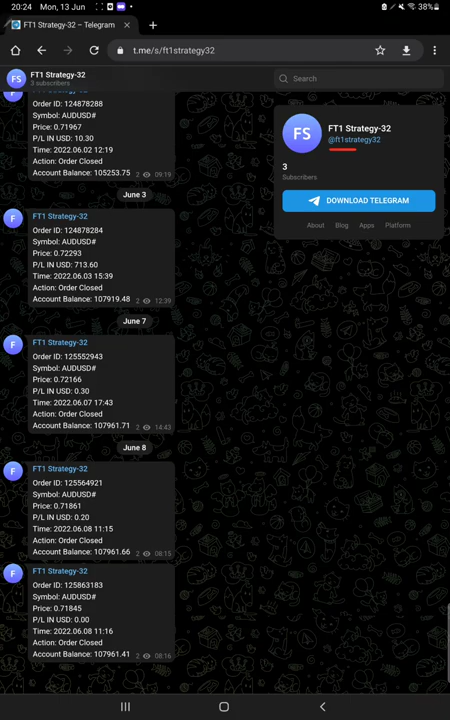 20:24 Mon, 13 Jun
38%
FT1 Strategy-32 – Telegram
t.me/s/ft1strategy32
FS
FT1 Strategy-32
3 subscribers
Search
F
Order ID: 124878288
Symbol: AUDUSD#
Price: 0.71967
P/L IN USD: 10.30
Time: 2022.06.02 12:19
Action: Order Closed
Account Balance: 105253.75 2 09:19
FS
FT1 Strategy-32
@ft1strategy32
3
Subscribers
DOWNLOAD TELEGRAM
About Blog Apps Platform
June 3
F
FT1 Strategy-32
Order ID: 124878284
Symbol: AUDUSD#
Price: 0.72293
P/L IN USD: 713.60
Time: 2022.06.03 15:39
Action: Order Closed
Account Balance: 107919.48 2 12:39
June 7
F
FT1 Strategy-32
Order ID: 125552943
Symbol: AUDUSD#
Price: 0.72166
P/L IN USD: 0.30
Time: 2022.06.07 17:43
Action: Order Closed
Account Balance: 107961.71 2 14:43
June 8
F
FT1 Strategy-32
Order ID: 125564921
Symbol: AUDUSD#
Price: 0.71861
P/L IN USD: 0.20
Time: 2022.06.08 11:15
Action: Order Closed
Account Balance: 107961.66 2 08:15
F
FT1 Strategy-32
Order ID: 125863183
Symbol: AUDUSD#
Price: 0.71845
P/L IN USD: 0.00
Time: 2022.06.08 11:16
Action: Order Closed
Account Balance: 107961.41 2 08:16